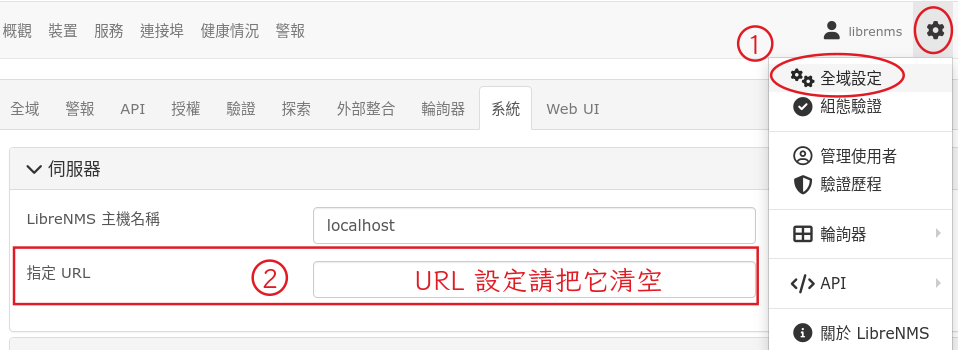 概觀 裝置 服務 連接埠 健康情況 警報 librenms
①
全域設定
全域 警報 API 授權 驗證 探索 外部整合 輪詢器 系統 Web UI
組態驗證
伺服器
管理使用者
驗證歷程
LibreNMS 主機名稱 localhost
輪詢器
指定 URL ② URL 設定請把它清空
API
關於 LibreNMS